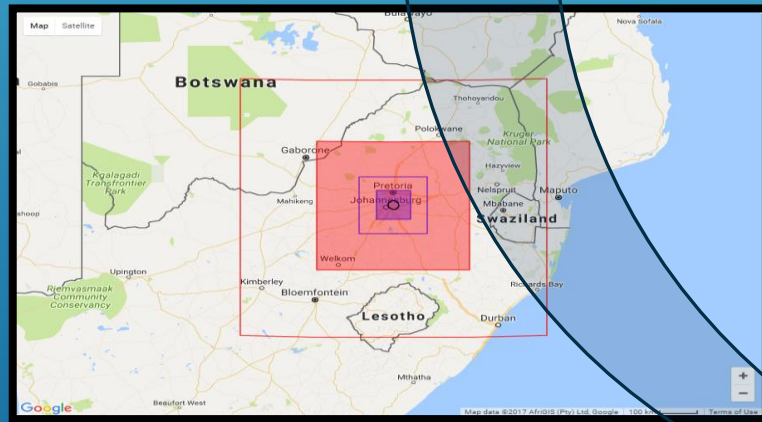 Bulawayo
Map Satellite
Nova Sofala
Botswana
Gobabis
Thohoyandou
Polokwane
Kruger
National Park
Gaborone
Hazyview
Kgalagadi
Transfrontier
Park
Pretoria
Nelspruit
Maputo
Mahikeng
Johannesburg
Mbabane
shoop
Swaziland
Welkom
Upington
Kimberley
Richards Bay
Riemvasmaak
Community
Conservancy
Bloemfontein
Lesotho
Durban
Mthatha
+
−
Beaufort West
Google
Map data ©2017 AfriGIS (Pty) Ltd, Google 100 km Terms of Use